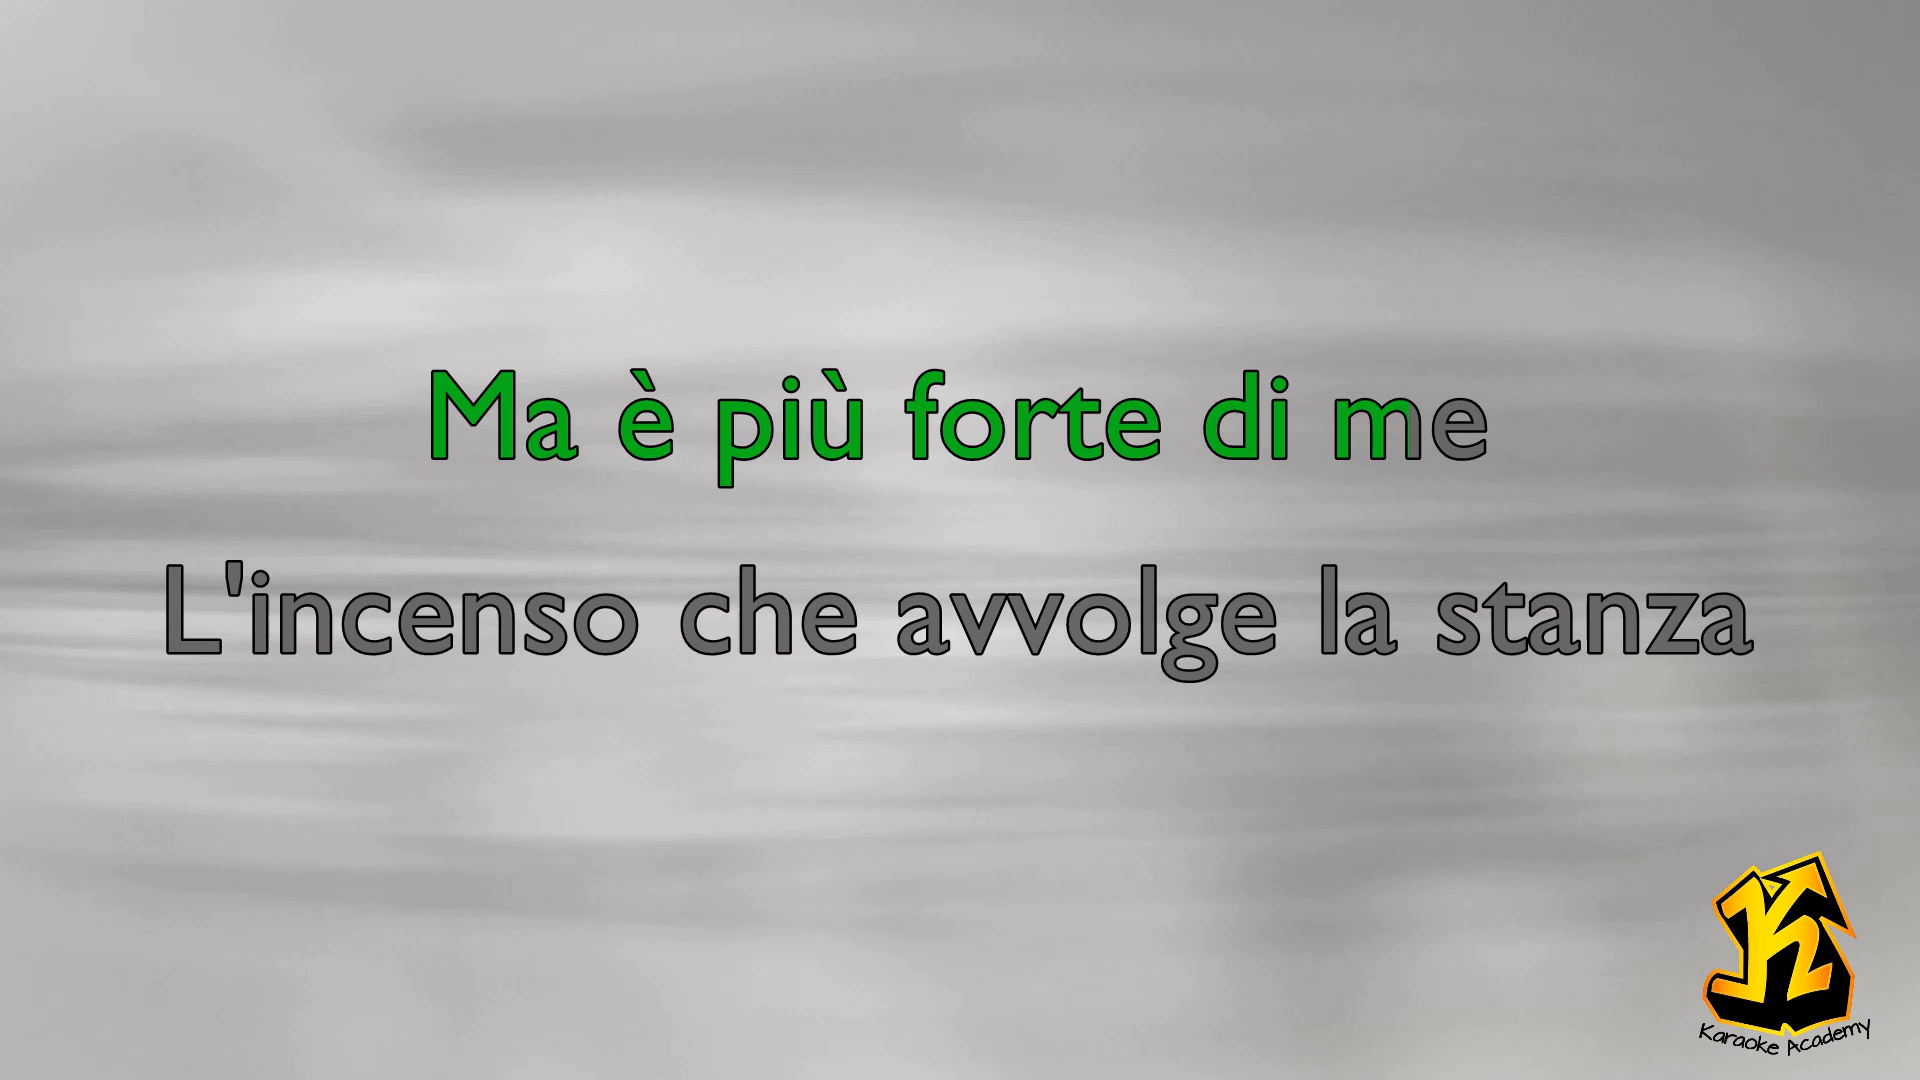 Ma è più forte di me
L'incenso che avvolge la stanza
K
Karaoke Academy